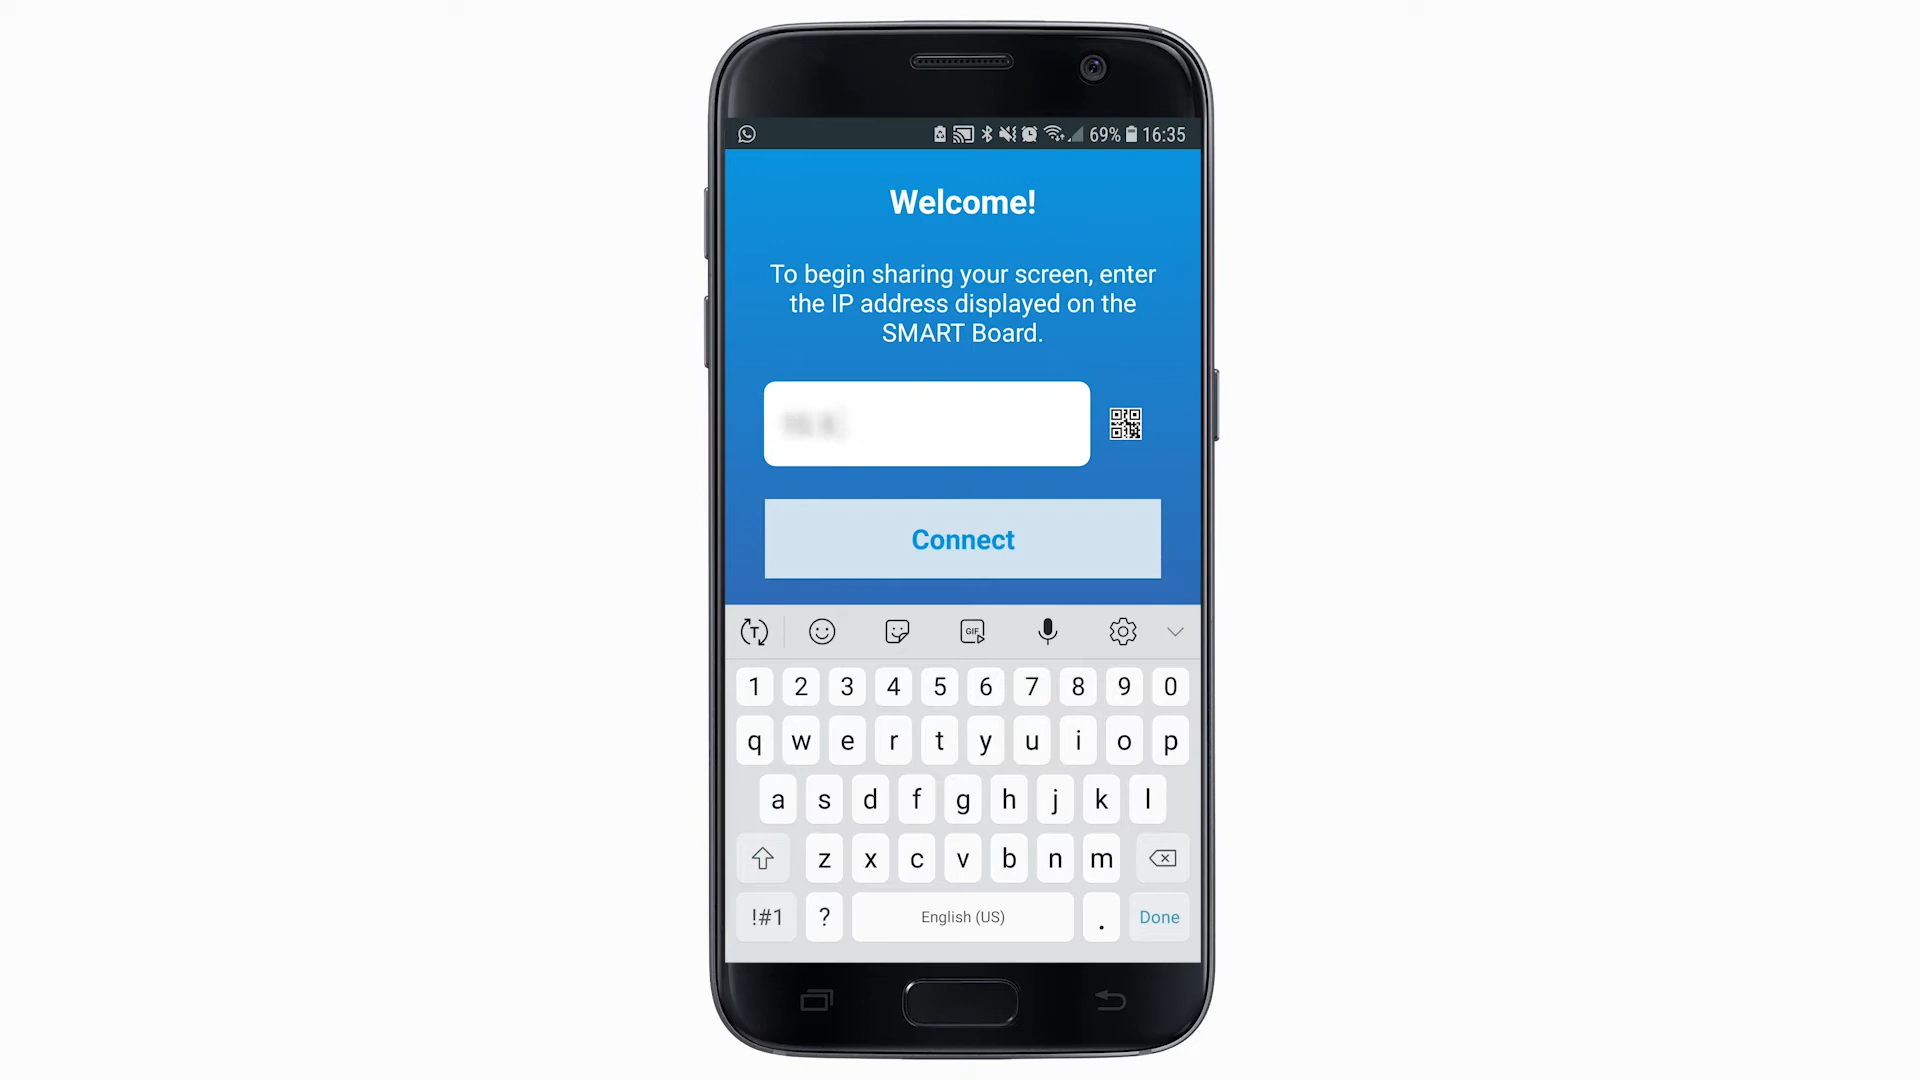 69% 16:35
Welcome!
To begin sharing your screen, enter
the IP address displayed on the
SMART Board.
Connect
T GIF
1 2 3 4 5 6 7 8 9 0
q w e r t y u i o p
a s d f g h j k l
z x c v b n m
!#1 ? English (US) . Done